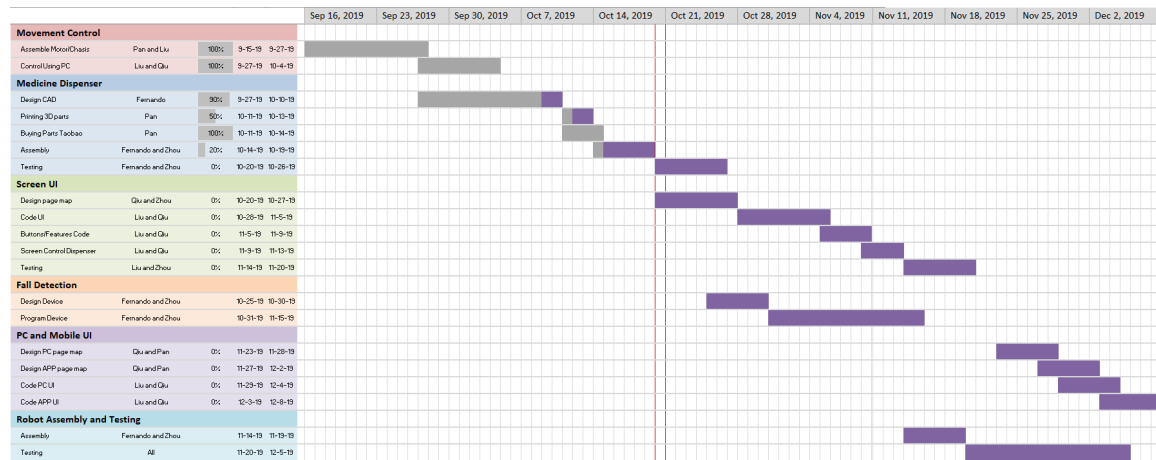 Sep 16, 2019 Sep 23, 2019 Sep 30, 2019 Oct 7, 2019 Oct 14, 2019 Oct 21, 2019 Oct 28, 2019 Nov 4, 2019 Nov 11, 2019 Nov 18, 2019 Nov 25, 2019 Dec 2, 2019
Movement Control
Assemble Motor/Chasis Pan and Liu 100% 9-15-19 9-27-19
Control Using PC Liu and Qiu 100% 9-27-19 10-4-19
Medicine Dispenser
Design CAD Fernando 90% 9-27-19 10-10-19
Printing 3D parts Pan 50% 10-11-19 10-13-19
Buying Parts Taobao Pan 100% 10-11-19 10-14-19
Assembly Fernando and Zhou 20% 10-14-19 10-19-19
Testing Fernando and Zhou 0% 10-20-19 10-26-19
Screen UI
Design page map Qiu and Zhou 0% 10-20-19 10-27-19
Code UI Liu and Qiu 0% 10-28-19 11-5-19
Buttons/Features Code Liu and Qiu 0% 11-5-19 11-9-19
Screen Control Dispenser Liu and Qiu 0% 11-9-19 11-13-19
Testing Liu and Zhou 0% 11-14-19 11-20-19
Fall Detection
Design Device Fernando and Zhou 10-25-19 10-30-19
Program Device Fernando and Zhou 10-31-19 11-15-19
PC and Mobile UI
Design PC page map Qiu and Pan 0% 11-23-19 11-28-19
Design APP page map Qiu and Pan 0% 11-27-19 12-2-19
Code PC UI Liu and Qiu 0% 11-29-19 12-4-19
Code APP UI Liu and Qiu 0% 12-3-19 12-8-19
Robot Assembly and Testing
Assembly Fernando and Zhou 11-14-19 11-19-19
Testing All 11-20-19 12-5-19